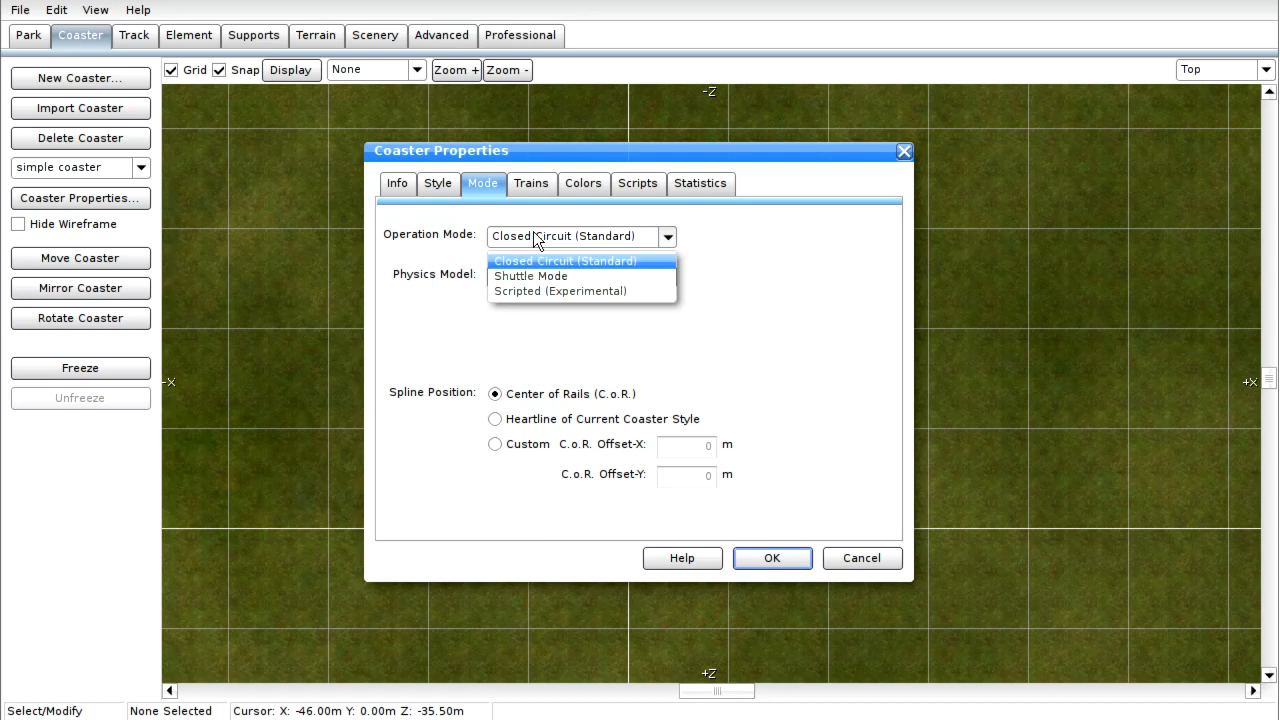 File Edit View Help
Park Coaster Track Element Supports Terrain Scenery Advanced Professional
New Coaster... Grid Snap Display None Zoom + Zoom - Top
Import Coaster
Delete Coaster
simple coaster
Coaster Properties...
Hide Wireframe
Move Coaster
Mirror Coaster
Rotate Coaster
Freeze
Unfreeze
-Z
-X
+X
+Z
Coaster Properties
Info Style Mode Trains Colors Scripts Statistics
Operation Mode: Closed Circuit (Standard)
Closed Circuit (Standard)
Physics Model: Shuttle Mode
Scripted (Experimental)
Spline Position: Center of Rails (C.o.R.)
Heartline of Current Coaster Style
Custom C.o.R. Offset-X: 0 m
C.o.R. Offset-Y: 0 m
Help OK Cancel
Select/Modify None Selected Cursor: X: -46.00m Y: 0.00m Z: -35.50m